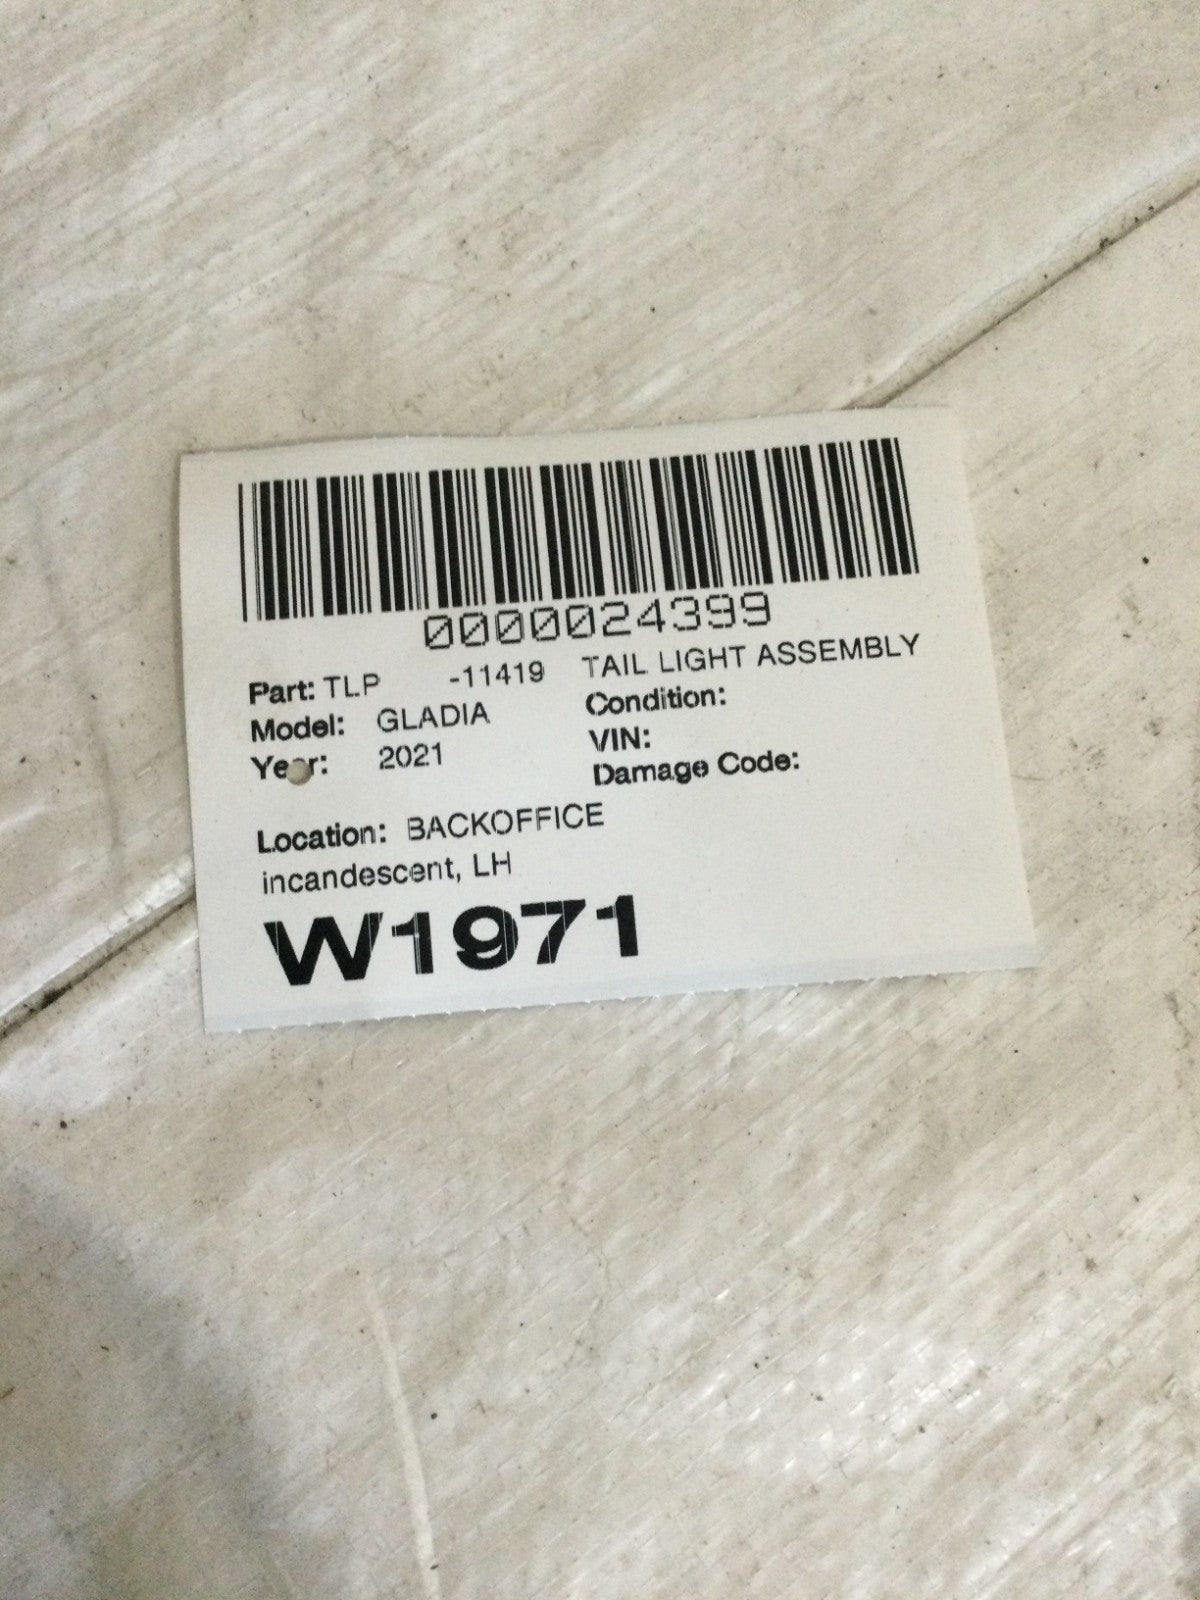 0000024399
Part: TLP -11419 TAIL LIGHT ASSEMBLY
Model: GLADIA Condition:
Year: 2021 VIN:
Damage Code:
Location: BACKOFFICE
incandescent, LH
W1971